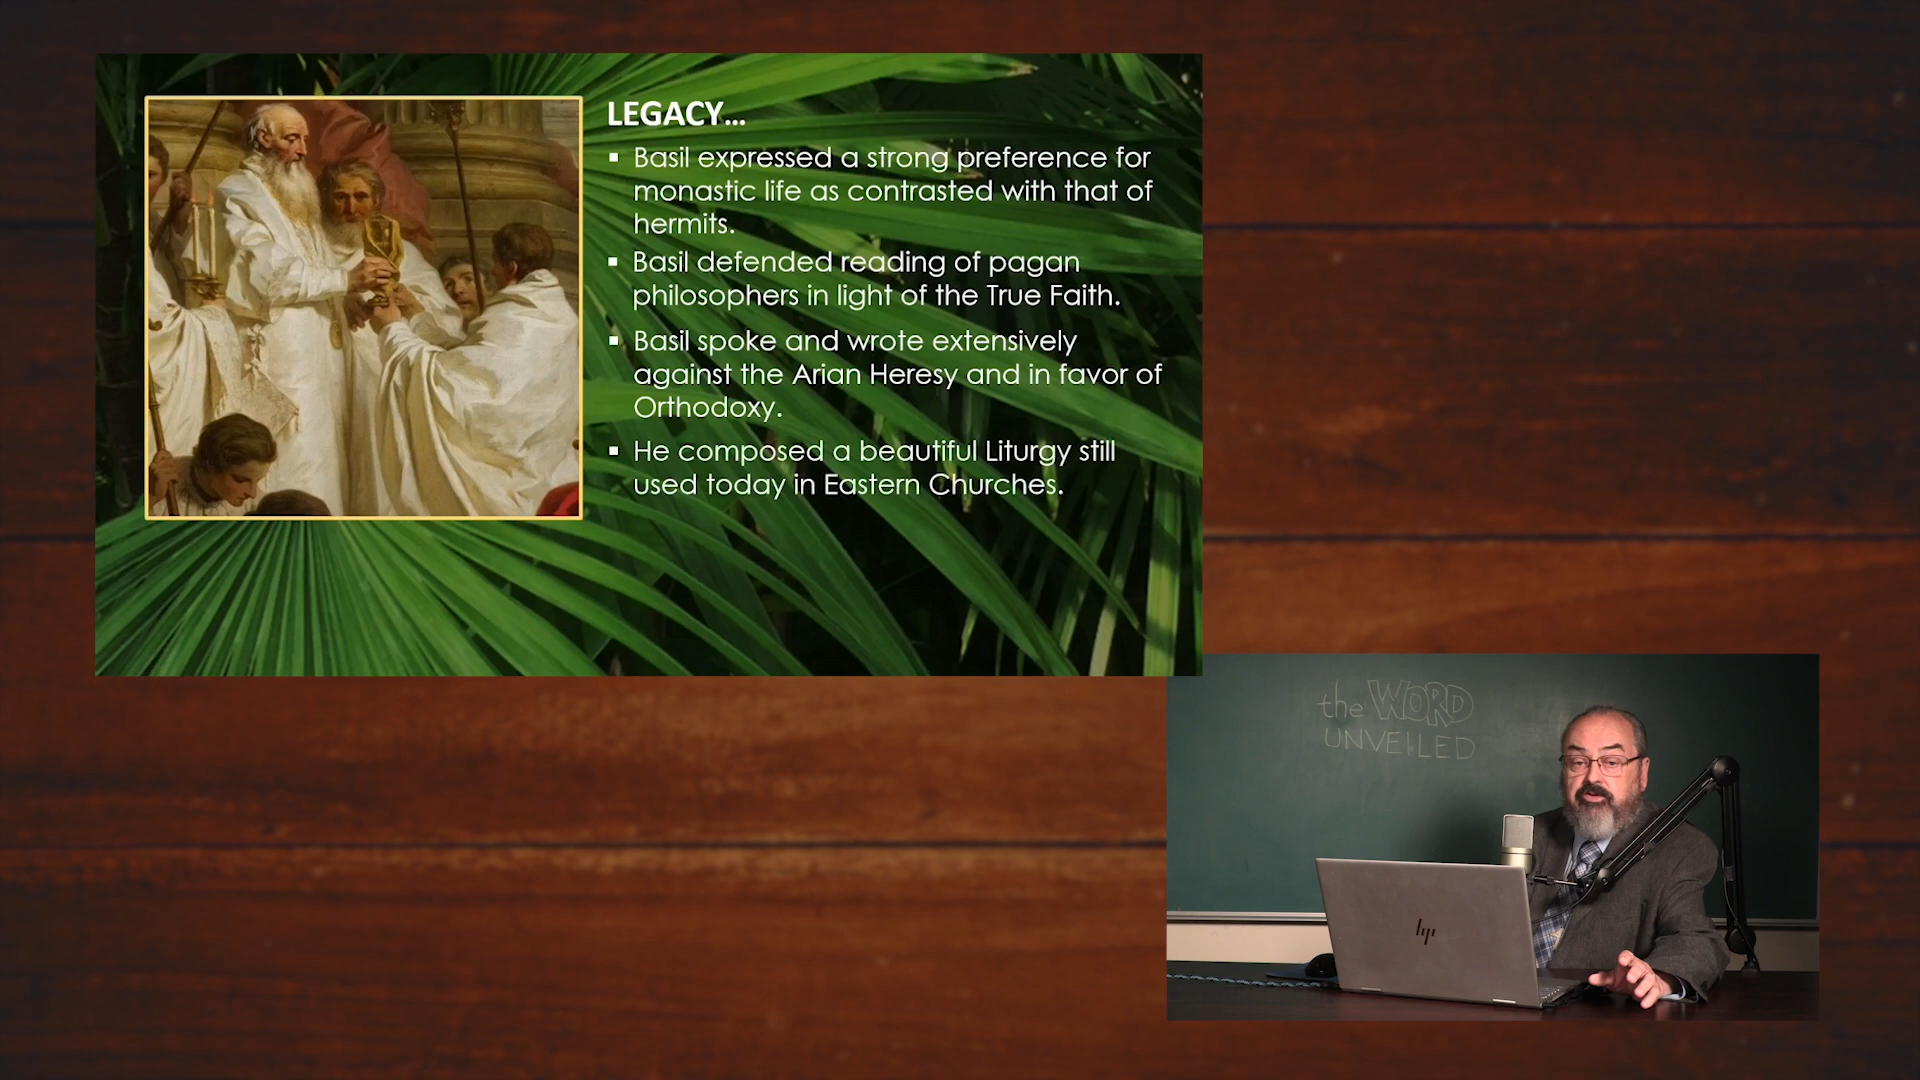 LEGACY...
▪ Basil expressed a strong preference for
monastic life as contrasted with that of
hermits.
▪ Basil defended reading of pagan
philosophers in light of the True Faith.
▪ Basil spoke and wrote extensively
against the Arian Heresy and in favor of
Orthodoxy.
▪ He composed a beautiful Liturgy still
used today in Eastern Churches.
the WORD
UNVEILED
hp